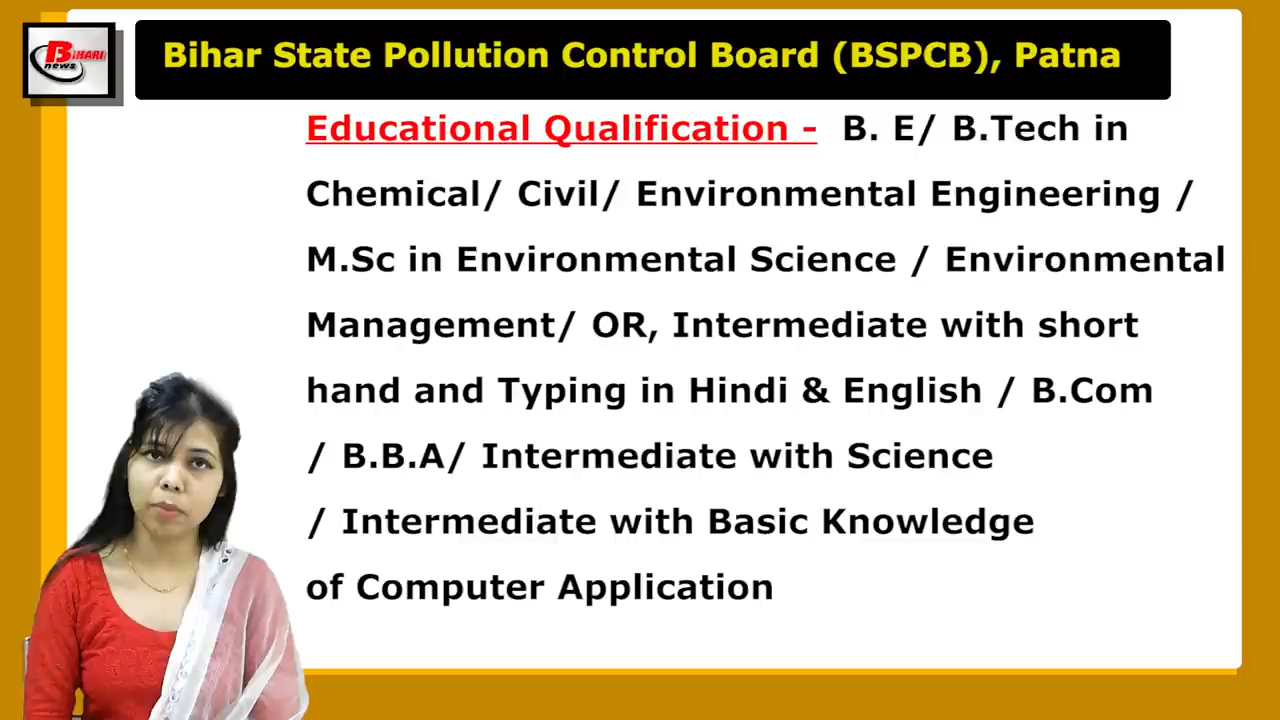 BIHARI
news
Bihar State Pollution Control Board (BSPCB), Patna
Educational Qualification - B. E/ B.Tech in
Chemical/ Civil/ Environmental Engineering /
M.Sc in Environmental Science / Environmental
Management/ OR, Intermediate with short
hand and Typing in Hindi & English / B.Com
/ B.B.A/ Intermediate with Science
/ Intermediate with Basic Knowledge
of Computer Application